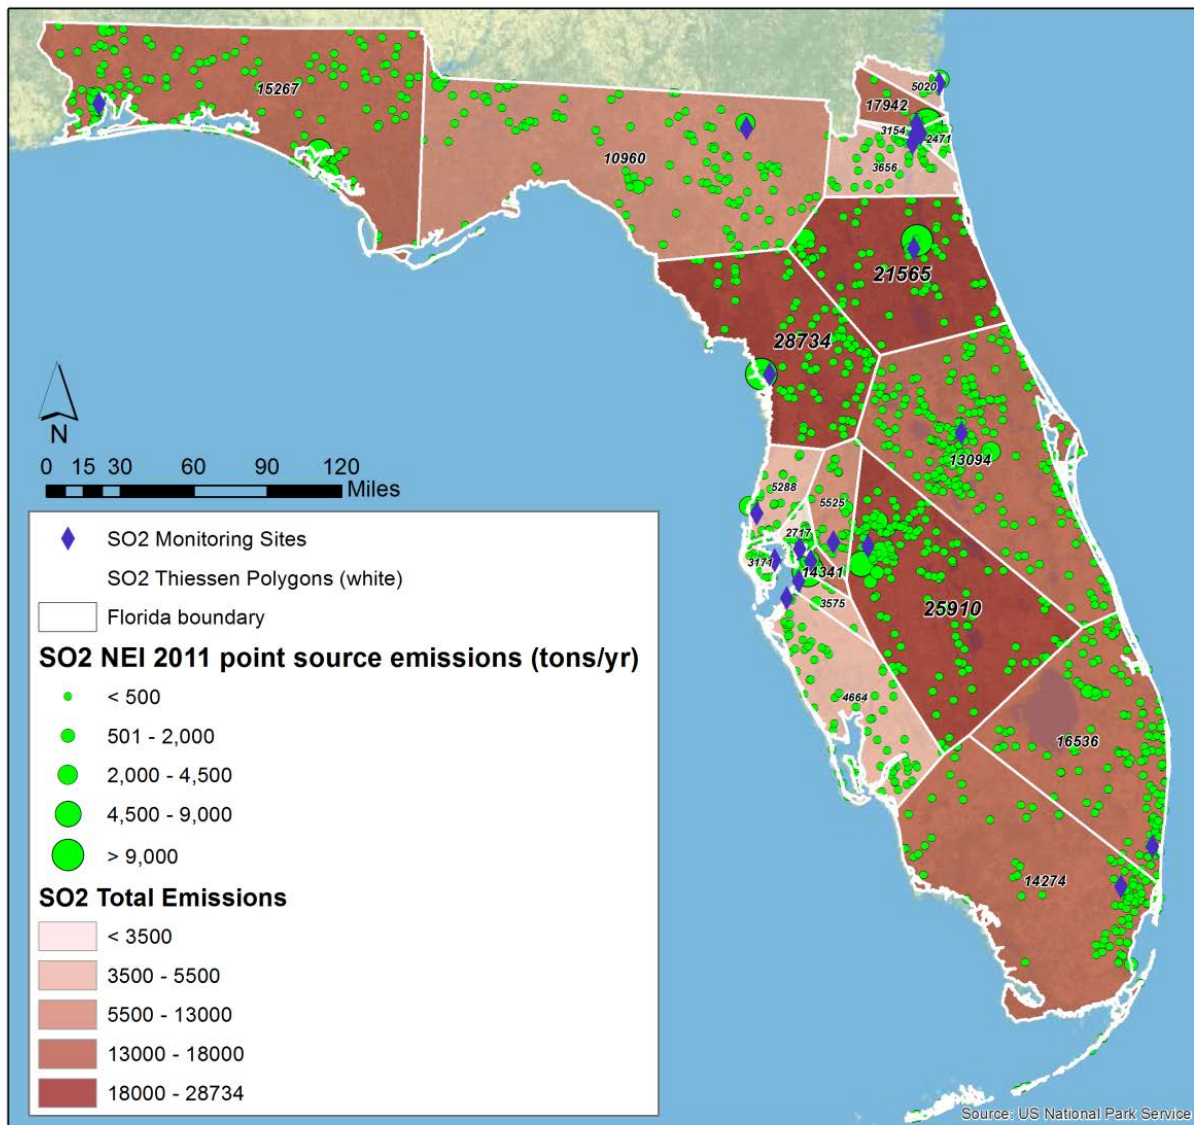 5020
15267
17942
3154
2471
10960
3656
21565
28734
N
0 15 30 60 90 120
Miles
13094
5288
5525
2717
3174
14341
3575
25910
4664
16536
14274
SO2 Monitoring Sites
SO2 Thiessen Polygons (white)
Florida boundary
SO2 NEI 2011 point source emissions (tons/yr)
< 500
501 - 2,000
2,000 - 4,500
4,500 - 9,000
> 9,000
SO2 Total Emissions
< 3500
3500 - 5500
5500 - 13000
13000 - 18000
18000 - 28734
Source: US National Park Service